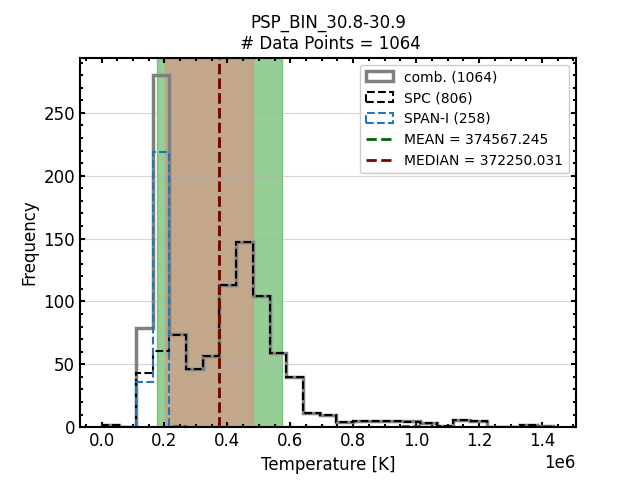 PSP_BIN_30.8-30.9
# Data Points = 1064
comb. (1064)
SPC (806)
SPAN-I (258)
MEAN = 374567.245
MEDIAN = 372250.031
Frequency
250
200
150
100
50
0
0.0 0.2 0.4 0.6 0.8 1.0 1.2 1.4
1e6
Temperature [K]